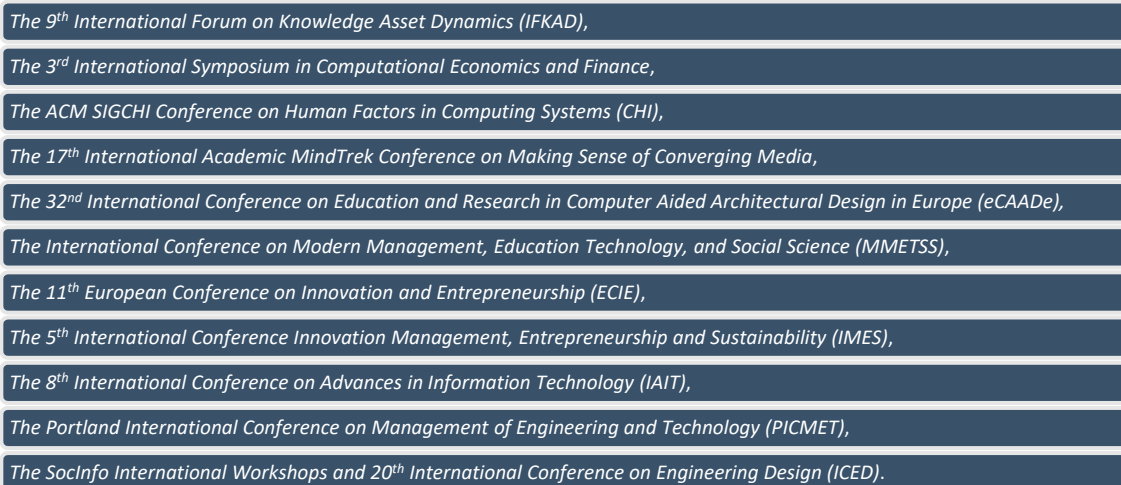 The 9th International Forum on Knowledge Asset Dynamics (IFKAD),
The 3rd International Symposium in Computational Economics and Finance,
The ACM SIGCHI Conference on Human Factors in Computing Systems (CHI),
The 17th International Academic MindTrek Conference on Making Sense of Converging Media,
The 32nd International Conference on Education and Research in Computer Aided Architectural Design in Europe (eCAADe),
The International Conference on Modern Management, Education Technology, and Social Science (MMETSS),
The 11th European Conference on Innovation and Entrepreneurship (ECIE),
The 5th International Conference Innovation Management, Entrepreneurship and Sustainability (IMES),
The 8th International Conference on Advances in Information Technology (IAIT),
The Portland International Conference on Management of Engineering and Technology (PICMET),
The SocInfo International Workshops and 20th International Conference on Engineering Design (ICED).